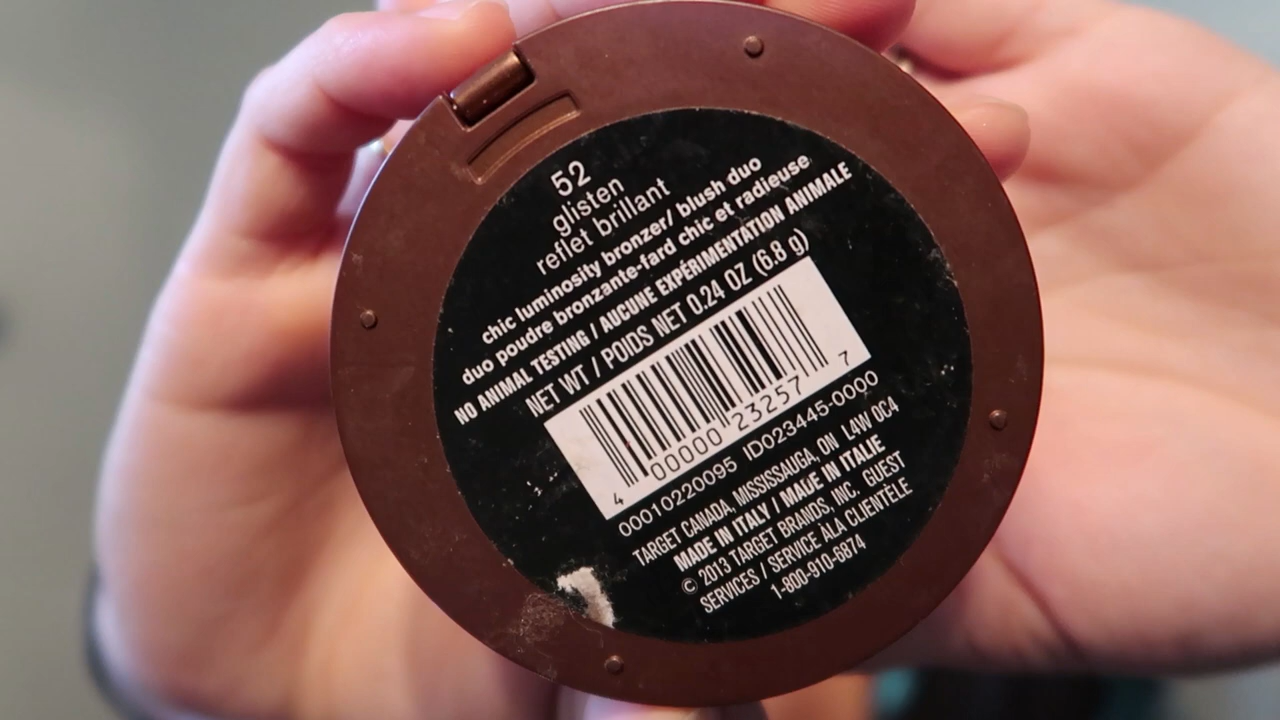 52
glisten
reflet brillant
chic luminosity bronzer/ blush duo
duo poudre bronzante-fard chic et radieuse
NO ANIMAL TESTING / AUCUNE EXPÉRIMENTATION ANIMALE
NET WT / POIDS NET 0.24 OZ (6.8 g)
4 00000 23257 7
00010220095 ID023445-0000
TARGET CANADA, MISSISSAUGA, ON L4W 0C4
MADE IN ITALY / MADE IN ITALIE
© 2013 TARGET BRANDS, INC. GUEST
SERVICES / SERVICE ÀLA CLIENTÈLE
1-800-910-6874